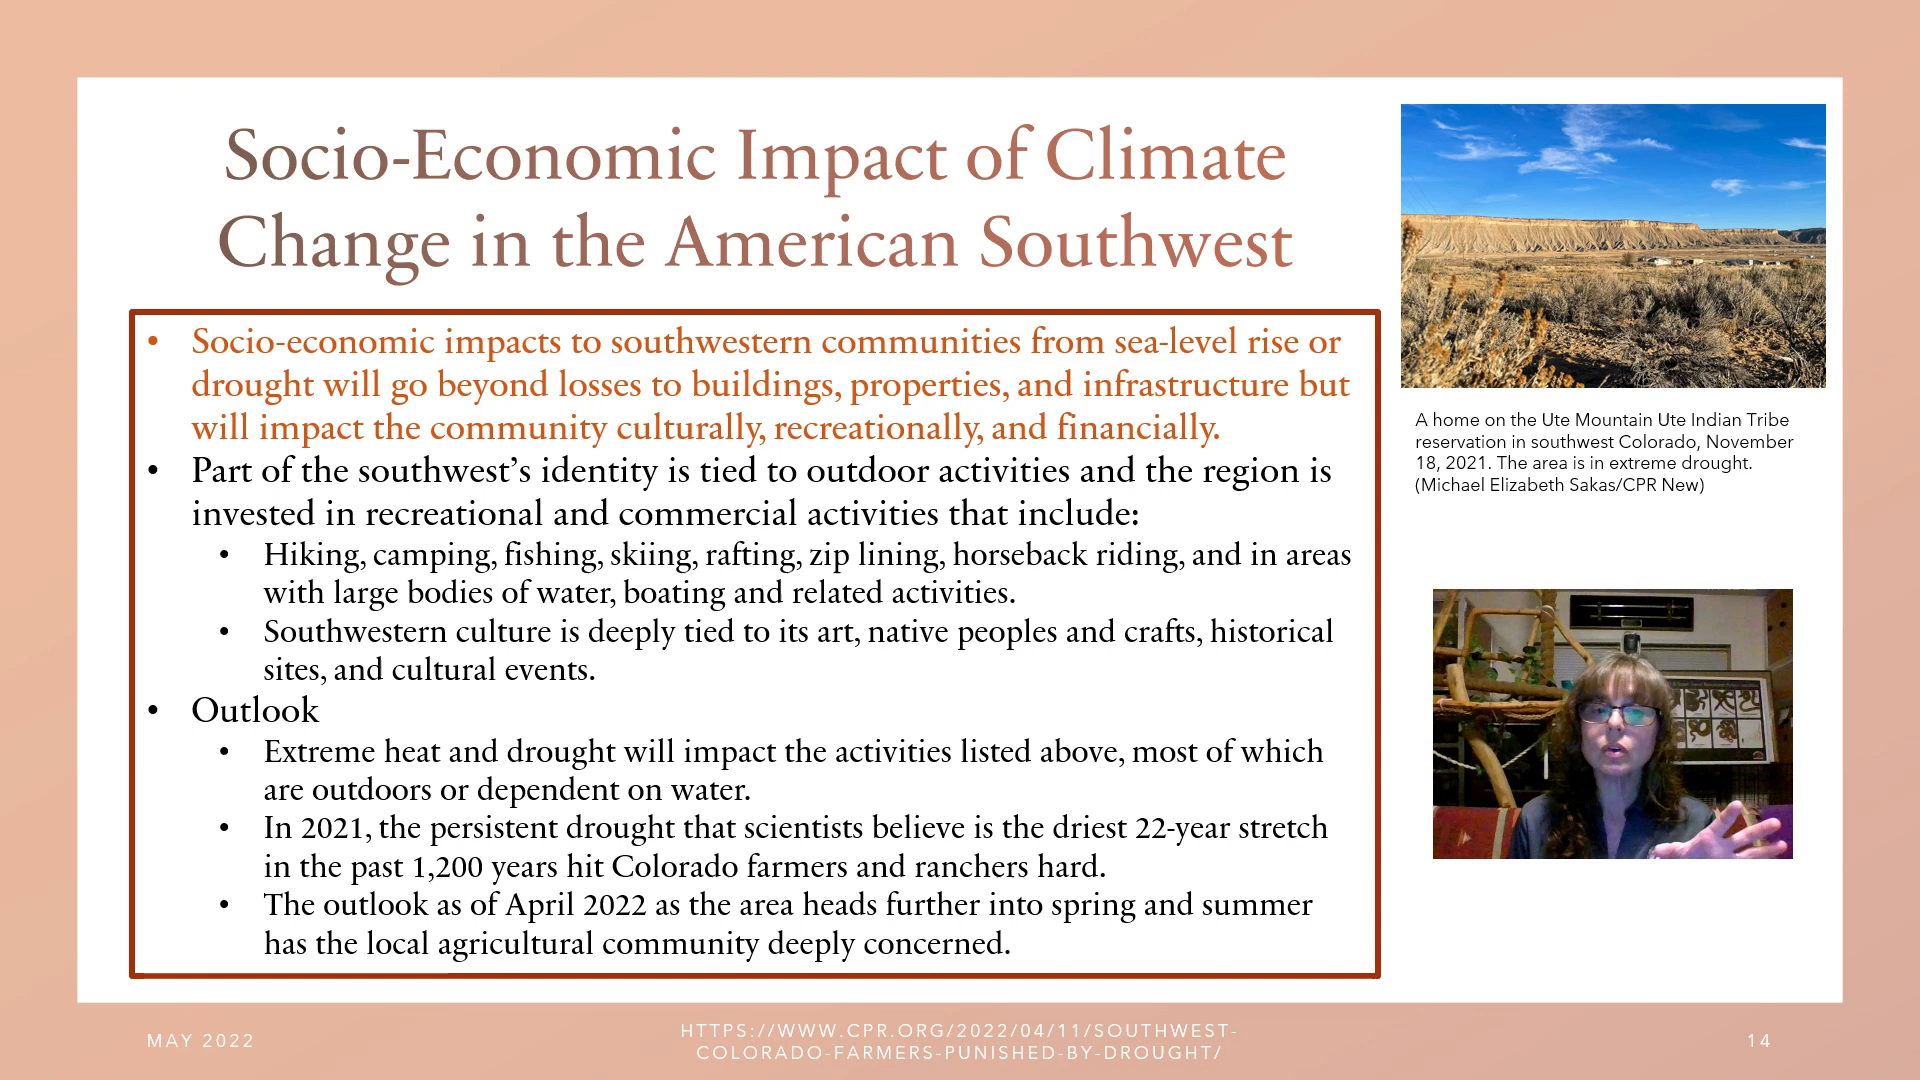 Socio-Economic Impact of Climate
Change in the American Southwest
• Socio-economic impacts to southwestern communities from sea-level rise or
drought will go beyond losses to buildings, properties, and infrastructure but
will impact the community culturally, recreationally, and financially.
• Part of the southwest’s identity is tied to outdoor activities and the region is
invested in recreational and commercial activities that include:
• Hiking, camping, fishing, skiing, rafting, zip lining, horseback riding, and in areas
with large bodies of water, boating and related activities.
• Southwestern culture is deeply tied to its art, native peoples and crafts, historical
sites, and cultural events.
• Outlook
• Extreme heat and drought will impact the activities listed above, most of which
are outdoors or dependent on water.
• In 2021, the persistent drought that scientists believe is the driest 22-year stretch
in the past 1,200 years hit Colorado farmers and ranchers hard.
• The outlook as of April 2022 as the area heads further into spring and summer
has the local agricultural community deeply concerned.
A home on the Ute Mountain Ute Indian Tribe
reservation in southwest Colorado, November
18, 2021. The area is in extreme drought.
(Michael Elizabeth Sakas/CPR New)
MAY 2022
HTTPS://WWW.CPR.ORG/2022/04/11/SOUTHWEST-
COLORADO-FARMERS-PUNISHED-BY-DROUGHT/
14